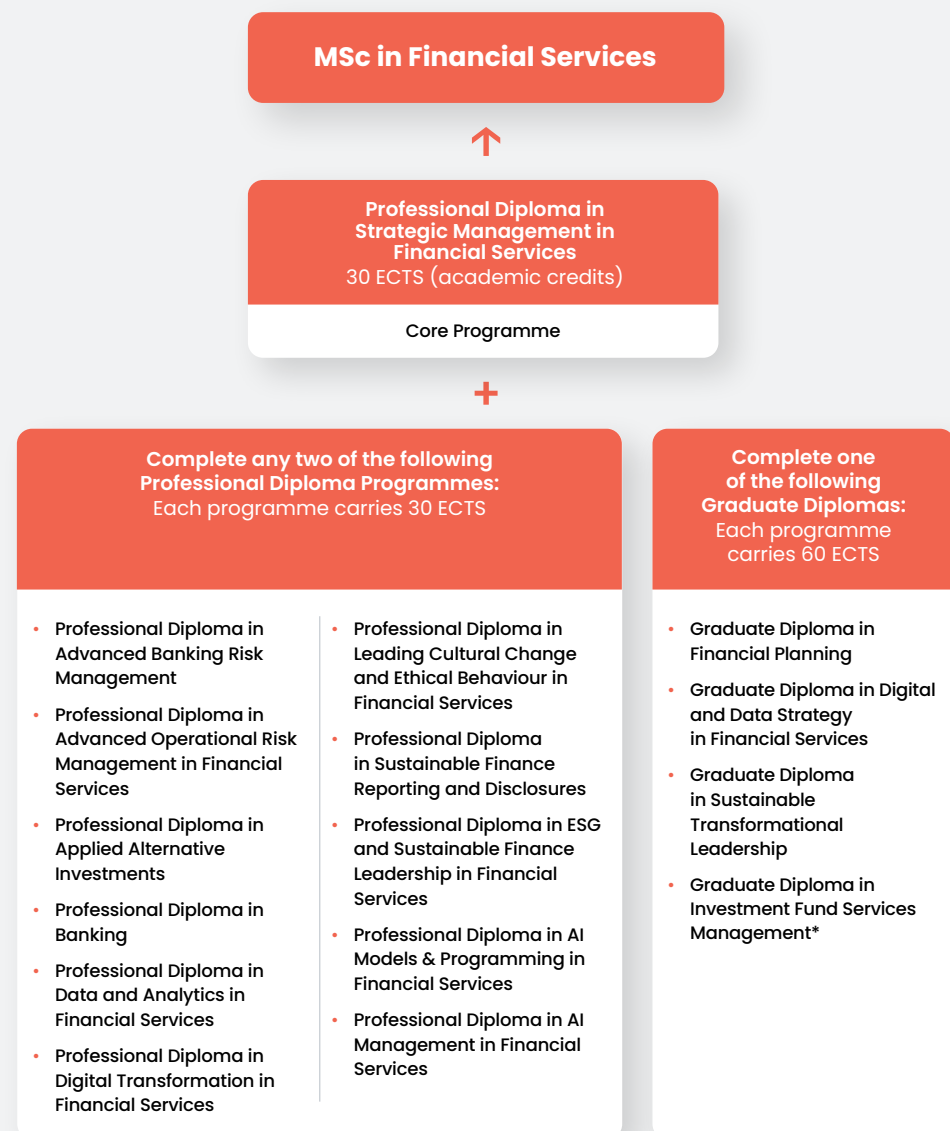 MSc in Financial Services
Professional Diploma in
Strategic Management in
Financial Services
30 ECTS (academic credits)
Core Programme
+
Complete any two of the following
Professional Diploma Programmes:
Each programme carries 30 ECTS
• Professional Diploma in
Advanced Banking Risk
Management
• Professional Diploma in
Advanced Operational Risk
Management in Financial
Services
• Professional Diploma in
Applied Alternative
Investments
• Professional Diploma in
Banking
• Professional Diploma in
Data and Analytics in
Financial Services
• Professional Diploma in
Digital Transformation in
Financial Services
• Professional Diploma in
Leading Cultural Change
and Ethical Behaviour in
Financial Services
• Professional Diploma
in Sustainable Finance
Reporting and Disclosures
• Professional Diploma in ESG
and Sustainable Finance
Leadership in Financial
Services
• Professional Diploma in AI
Models & Programming in
Financial Services
• Professional Diploma in AI
Management in Financial
Services
Complete one
of the following
Graduate Diplomas:
Each programme
carries 60 ECTS
• Graduate Diploma in
Financial Planning
• Graduate Diploma in Digital
and Data Strategy
in Financial Services
• Graduate Diploma
in Sustainable
Transformational
Leadership
• Graduate Diploma in
Investment Fund Services
Management*